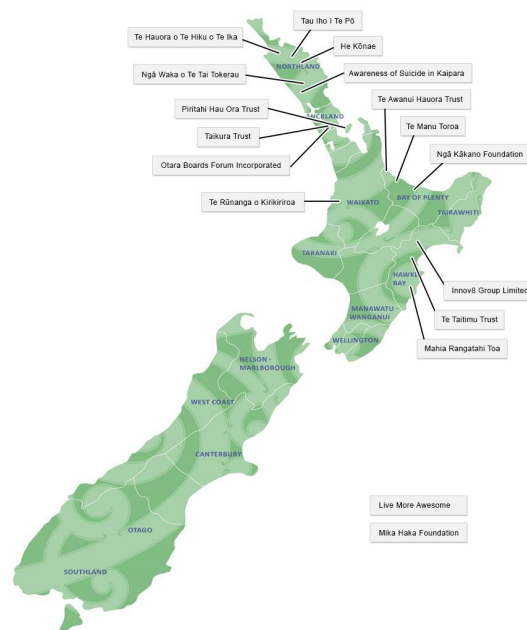 Tau Iho I Te Pō
Te Hauora o Te Hiku o Te Ika
He Kōnae
NORTHLAND
Ngā Waka o Te Tai Tokerau
Awareness of Suicide in Kaipara
Te Awanui Hauora Trust
Piritahi Hau Ora Trust
AUCKLAND
Te Manu Toroa
Taikura Trust
Ngā Kākano Foundation
Otara Boards Forum Incorporated
BAY OF PLENTY
Te Rūnanga o Kirikiriroa
WAIKATO
TAIRAWHITI
TARANAKI
HAWKE
BAY
Innov8 Group Limited
MANAWATU -
WANGANUI
Te Taitimu Trust
WELLINGTON
Mahia Rangatahi Toa
NELSON -
MARLBOROUGH
WEST COAST
CANTERBURY
Live More Awesome
OTAGO
Mika Haka Foundation
SOUTHLAND